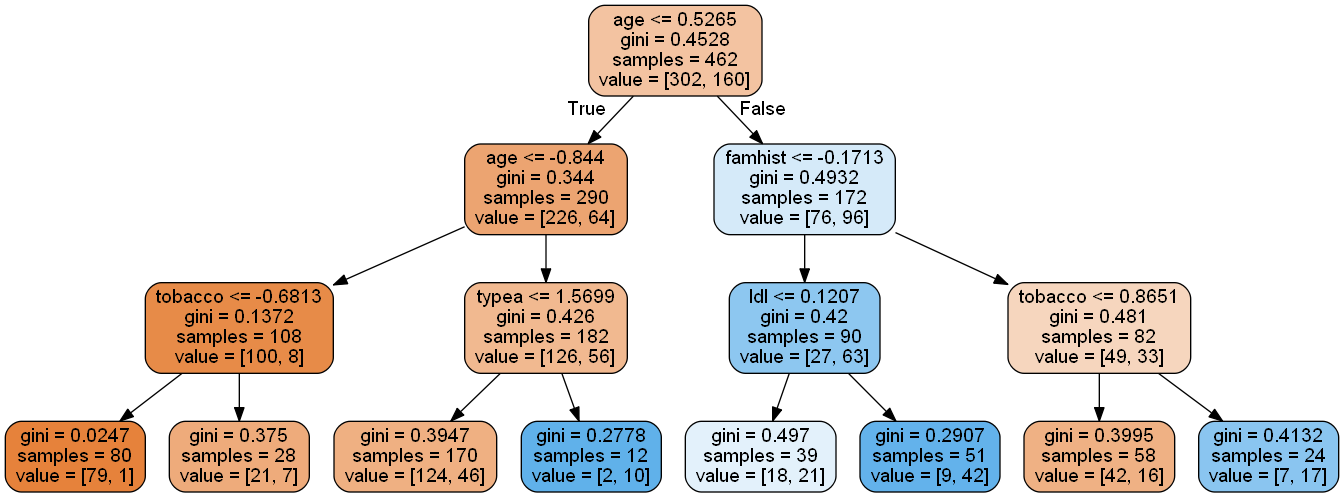 age <= 0.5265
gini = 0.4528
samples = 462
value = [302, 160]
True
False
age <= -0.844
gini = 0.344
samples = 290
value = [226, 64]
famhist <= -0.1713
gini = 0.4932
samples = 172
value = [76, 96]
tobacco <= -0.6813
gini = 0.1372
samples = 108
value = [100, 8]
typea <= 1.5699
gini = 0.426
samples = 182
value = [126, 56]
ldl <= 0.1207
gini = 0.42
samples = 90
value = [27, 63]
tobacco <= 0.8651
gini = 0.481
samples = 82
value = [49, 33]
gini = 0.0247
samples = 80
value = [79, 1]
gini = 0.375
samples = 28
value = [21, 7]
gini = 0.3947
samples = 170
value = [124, 46]
gini = 0.2778
samples = 12
value = [2, 10]
gini = 0.497
samples = 39
value = [18, 21]
gini = 0.2907
samples = 51
value = [9, 42]
gini = 0.3995
samples = 58
value = [42, 16]
gini = 0.4132
samples = 24
value = [7, 17]